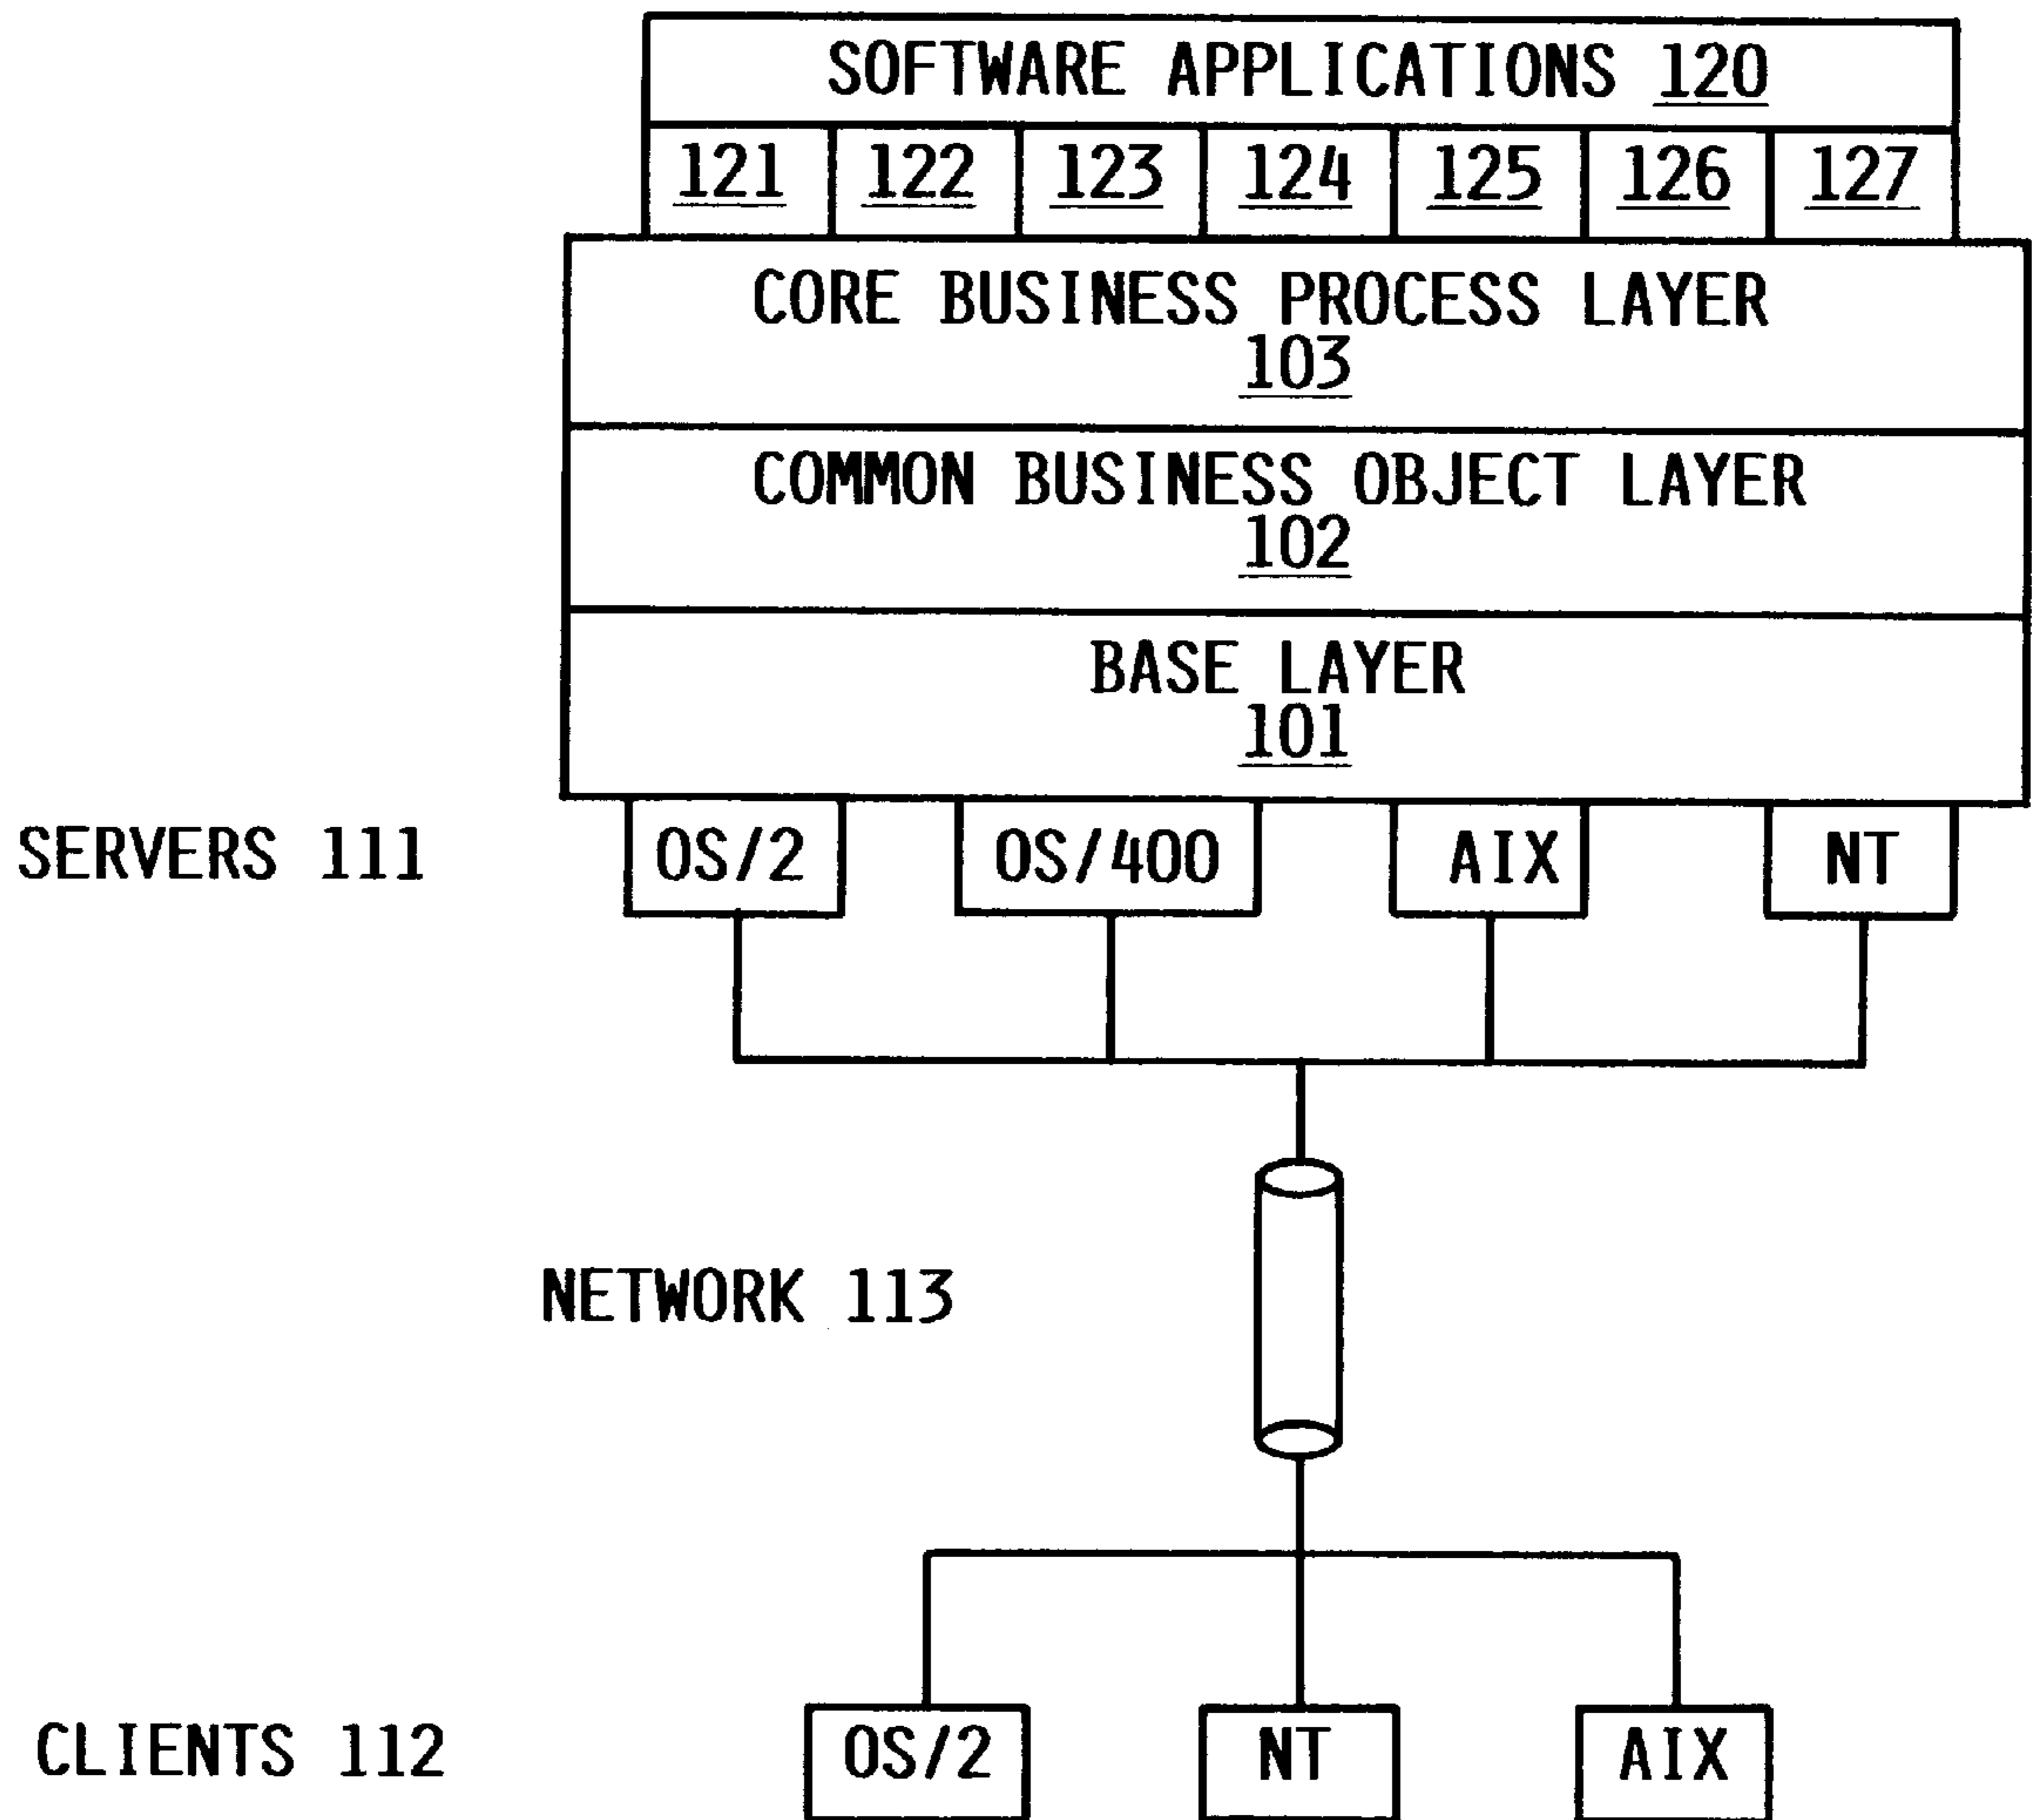 SOFTWARE APPLICATIONS 120
121 122 123 124 125 126 127
CORE BUSINESS PROCESS LAYER
103
COMMON BUSINESS OBJECT LAYER
102
BASE LAYER
101
SERVERS 111 OS/2 OS/400 AIX NT
NETWORK 113
CLIENTS 112 OS/2 NT AIX